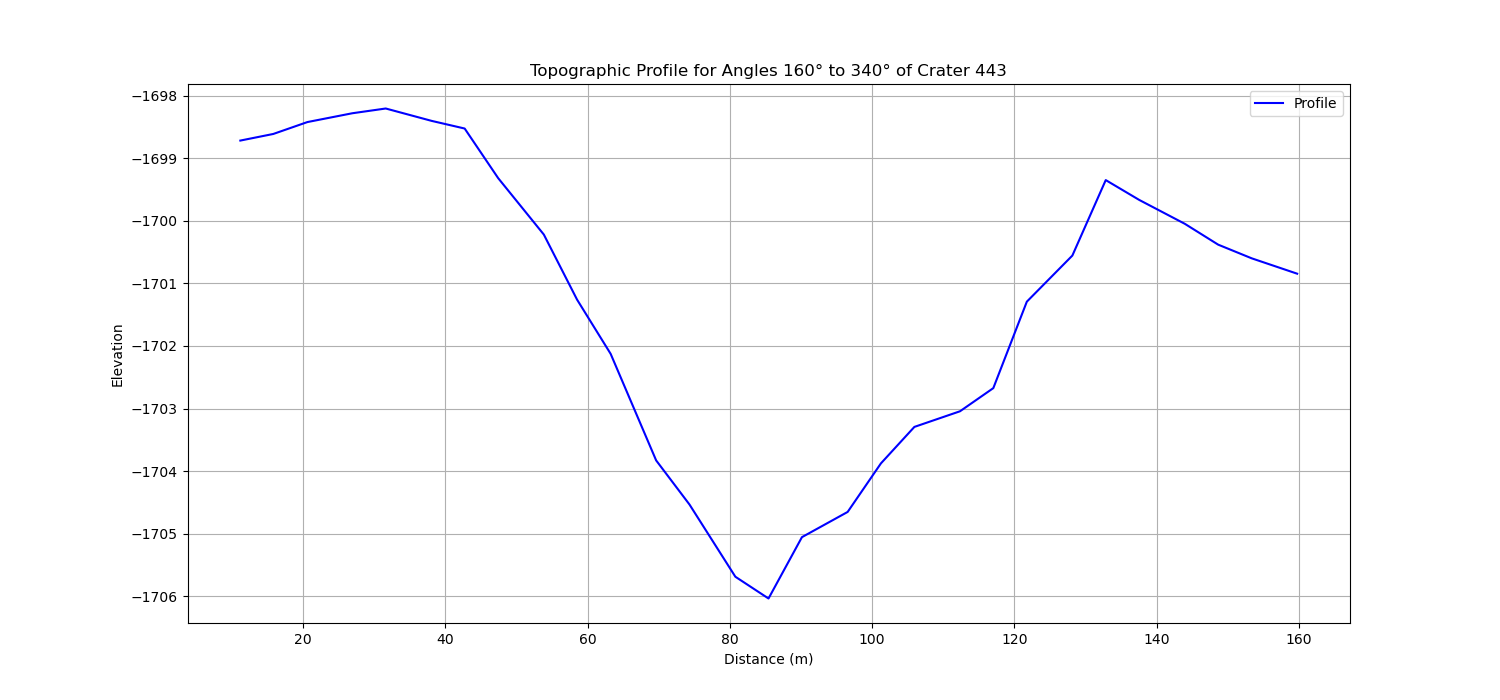 Topographic Profile for Angles 160° to 340° of Crater 443
Profile
−1698
−1699
−1700
−1701
−1702
−1703
−1704
−1705
−1706
Elevation
20 40 60 80 100 120 140 160
Distance (m)